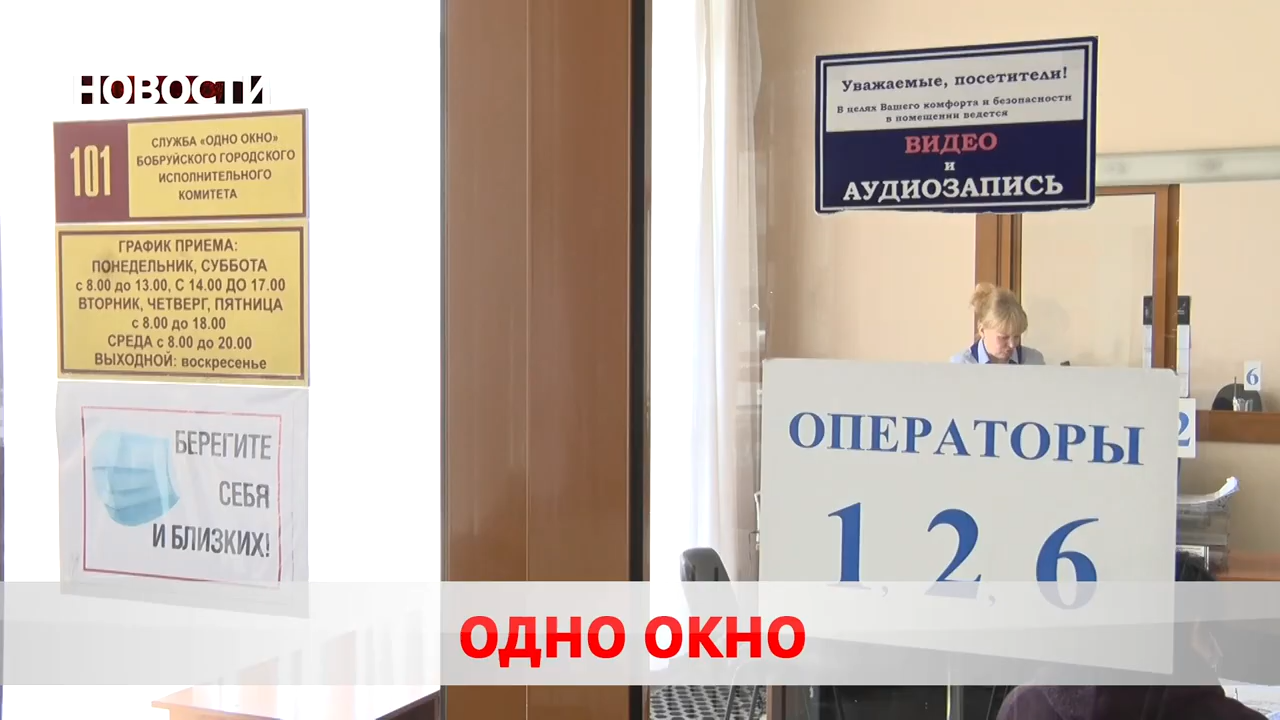 НОВОСТИ
101
СЛУЖБА «ОДНО ОКНО»
БОБРУЙСКОГО ГОРОДСКОГО
ИСПОЛНИТЕЛЬНОГО
КОМИТЕТА
ГРАФИК ПРИЕМА:
ПОНЕДЕЛЬНИК, СУББОТА
с 8.00 до 13.00, С 14.00 ДО 17.00
ВТОРНИК, ЧЕТВЕРГ, ПЯТНИЦА
с 8.00 до 18.00
СРЕДА с 8.00 до 20.00
ВЫХОДНОЙ: воскресенье
БЕРЕГИТЕ
СЕБЯ
И БЛИЗКИХ!
Уважаемые, посетители!
В целях Вашего комфорта и безопасности
в помещении ведется
ВИДЕО
и
АУДИОЗАПИСЬ
6
2
ОПЕРАТОРЫ
1, 2, 6
ОДНО ОКНО